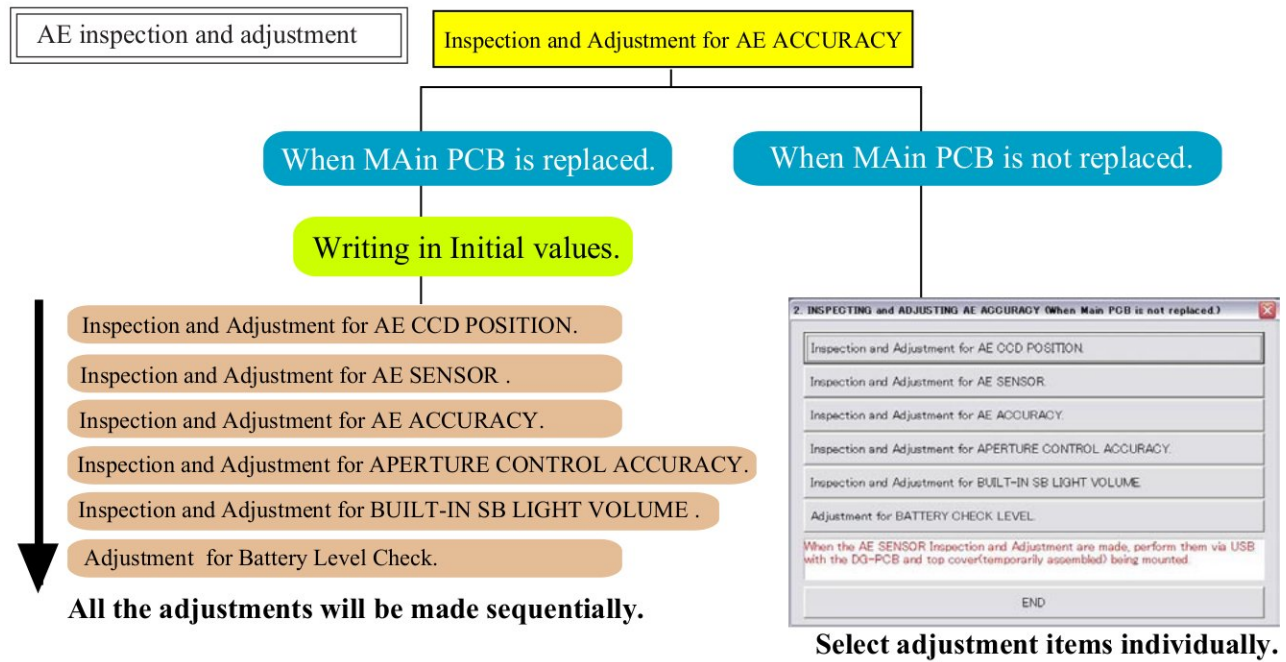 AE inspection and adjustment
Inspection and Adjustment for AE ACCURACY
When MAin PCB is replaced.
When MAin PCB is not replaced.
Writing in Initial values.
Inspection and Adjustment for AE CCD POSITION.
Inspection and Adjustment for AE SENSOR .
Inspection and Adjustment for AE ACCURACY.
Inspection and Adjustment for APERTURE CONTROL ACCURACY.
Inspection and Adjustment for BUILT-IN SB LIGHT VOLUME .
Adjustment for Battery Level Check.
All the adjustments will be made sequentially.
2. INSPECTING and ADJUSTING AE ACCURACY (When Main PCB is not replaced.)
Inspection and Adjustment for AE CCD POSITION.
Inspection and Adjustment for AE SENSOR.
Inspection and Adjustment for AE ACCURACY.
Inspection and Adjustment for APERTURE CONTROL ACCURACY.
Inspection and Adjustment for BUILT-IN SB LIGHT VOLUME.
Adjustment for BATTERY CHECK LEVEL.
When the AE SENSOR Inspection and Adjustment are made, perform them via USB
with the DG-PCB and top cover(temporarily assembled) being mounted.
END
Select adjustment items individually.